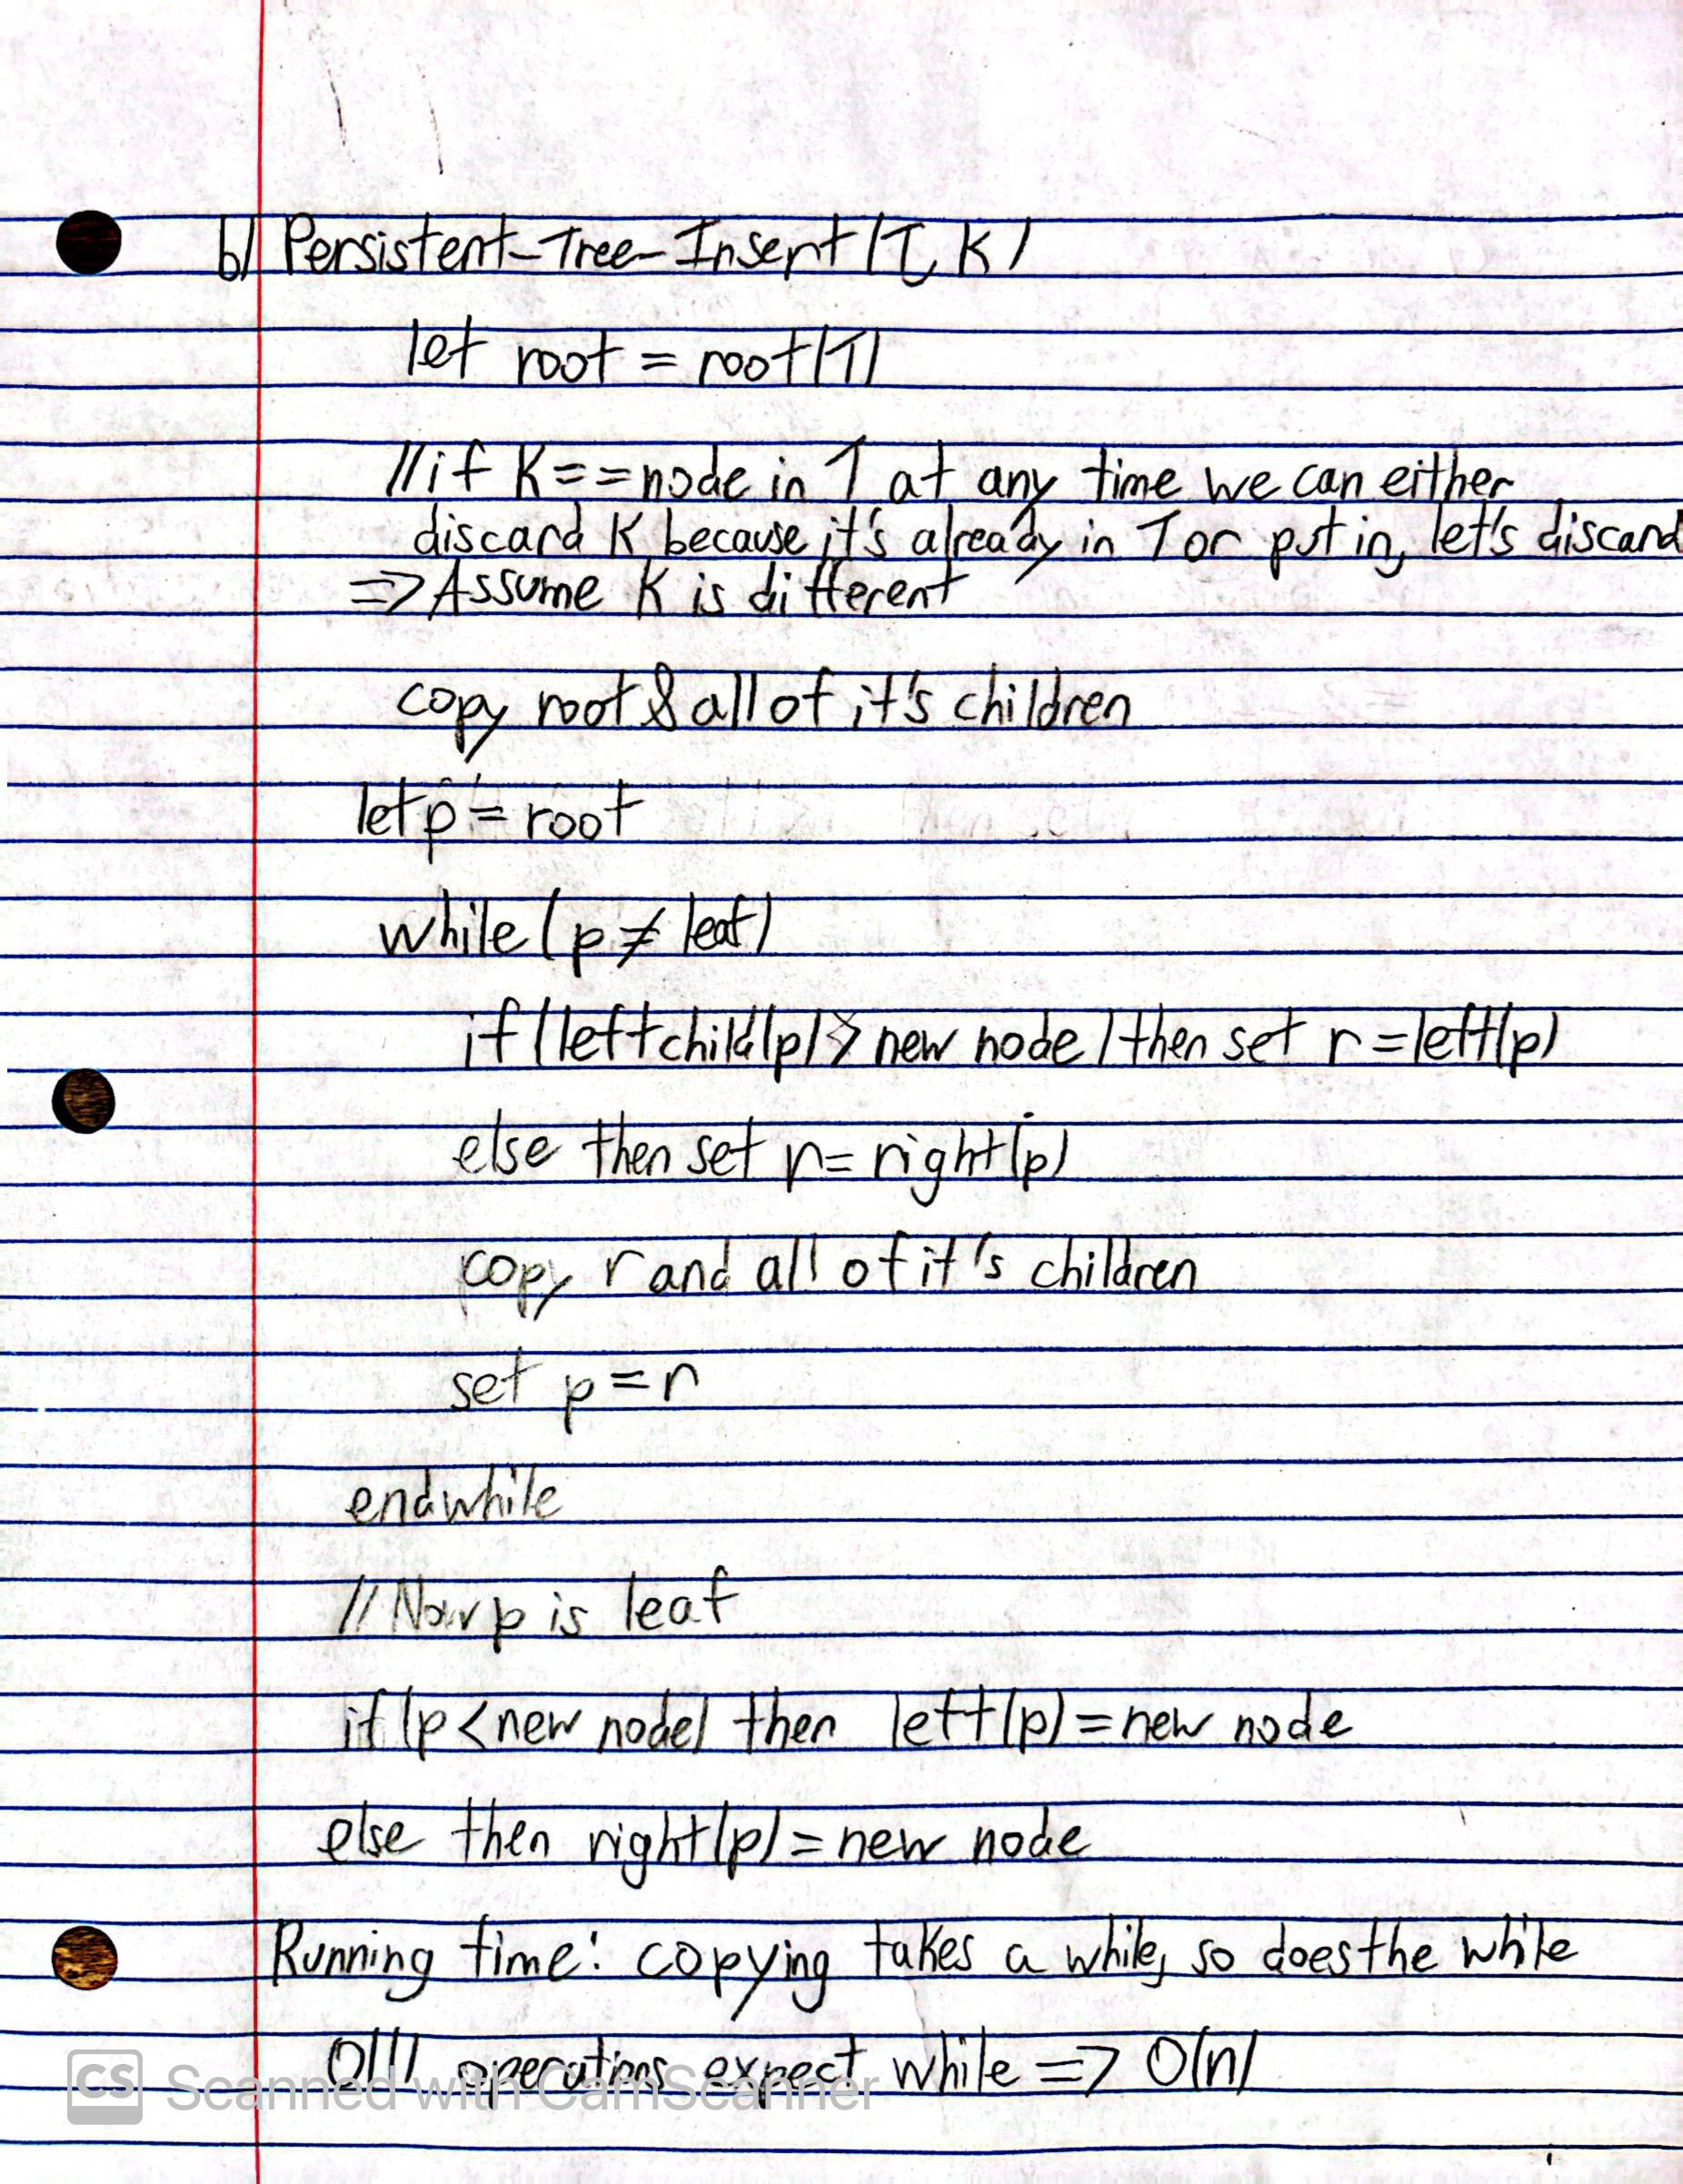 b) Persistent-Tree-Insert(T, K)
let root = root(T)
//if K==node in T at any time we can either
discard K because it's already in T or put in, let's discard
=> Assume K is different
copy root & all of it's children
let p = root
while (p ≠ leaf)
if (leftchild(p) > new node) then set r = left(p)
else then set r = right(p)
copy r and all of it's children
set p = r
endwhile
// Now p is leaf
if (p < new node) then left(p) = new node
else then right(p) = new node
Running time: copying takes a while, so does the while
O(1) operations expect while => O(n)
CS Scanned with CamScanner